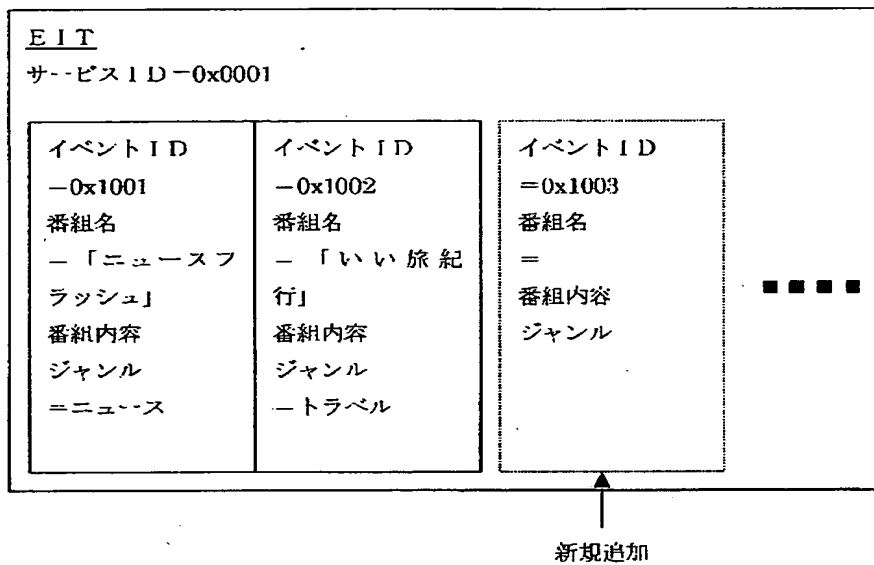 EIT
サービスID=0x0001
イベントID
=0x1001
番組名
=「ニュースフ
ラッシュ」
番組内容
ジャンル
=ニュース
イベントID
=0x1002
番組名
=「いい旅紀
行」
番組内容
ジャンル
=トラベル
イベントID
=0x1003
番組名
=
番組内容
ジャンル
新規追加